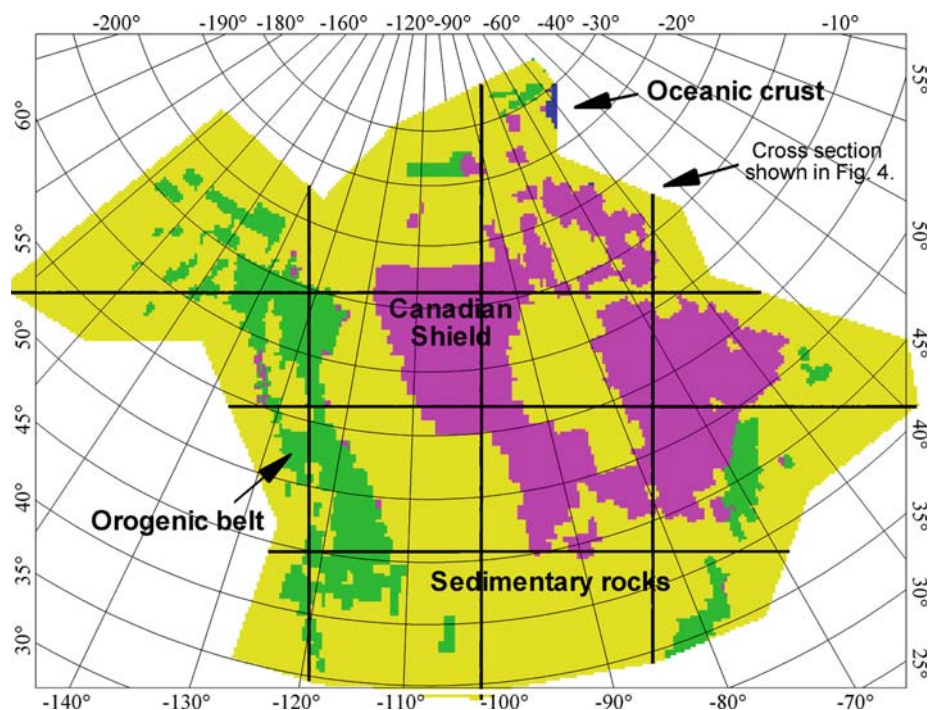 -200° -180° -160° -120° -90° -60° -40° -30° -20° -10°
55°
60°
Oceanic crust
Cross section
shown in Fig. 4.
50°
55°
Canadian
Shield
50°
45°
45°
40°
Orogenic belt
40°
35°
Sedimentary rocks
35°
30°
30°
25°
-140° -130° -120° -110° -100° -90° -80° -70°